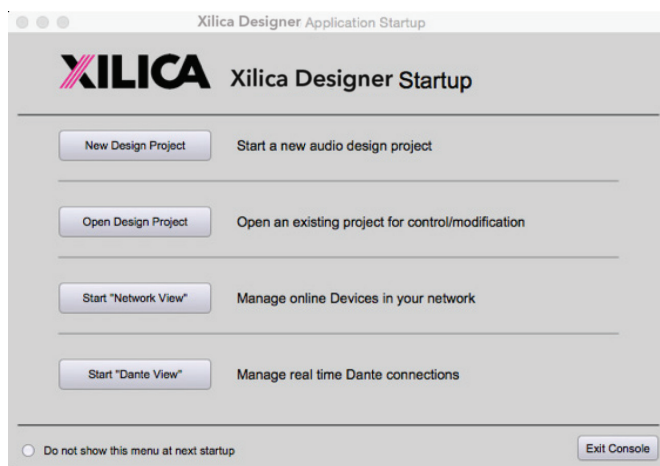 Xilica Designer Application Startup
XILICA Xilica Designer Startup
New Design Project Start a new audio design project
Open Design Project Open an existing project for control/modification
Start "Network View" Manage online Devices in your network
Start "Dante View" Manage real time Dante connections
Do not show this menu at next startup Exit Console